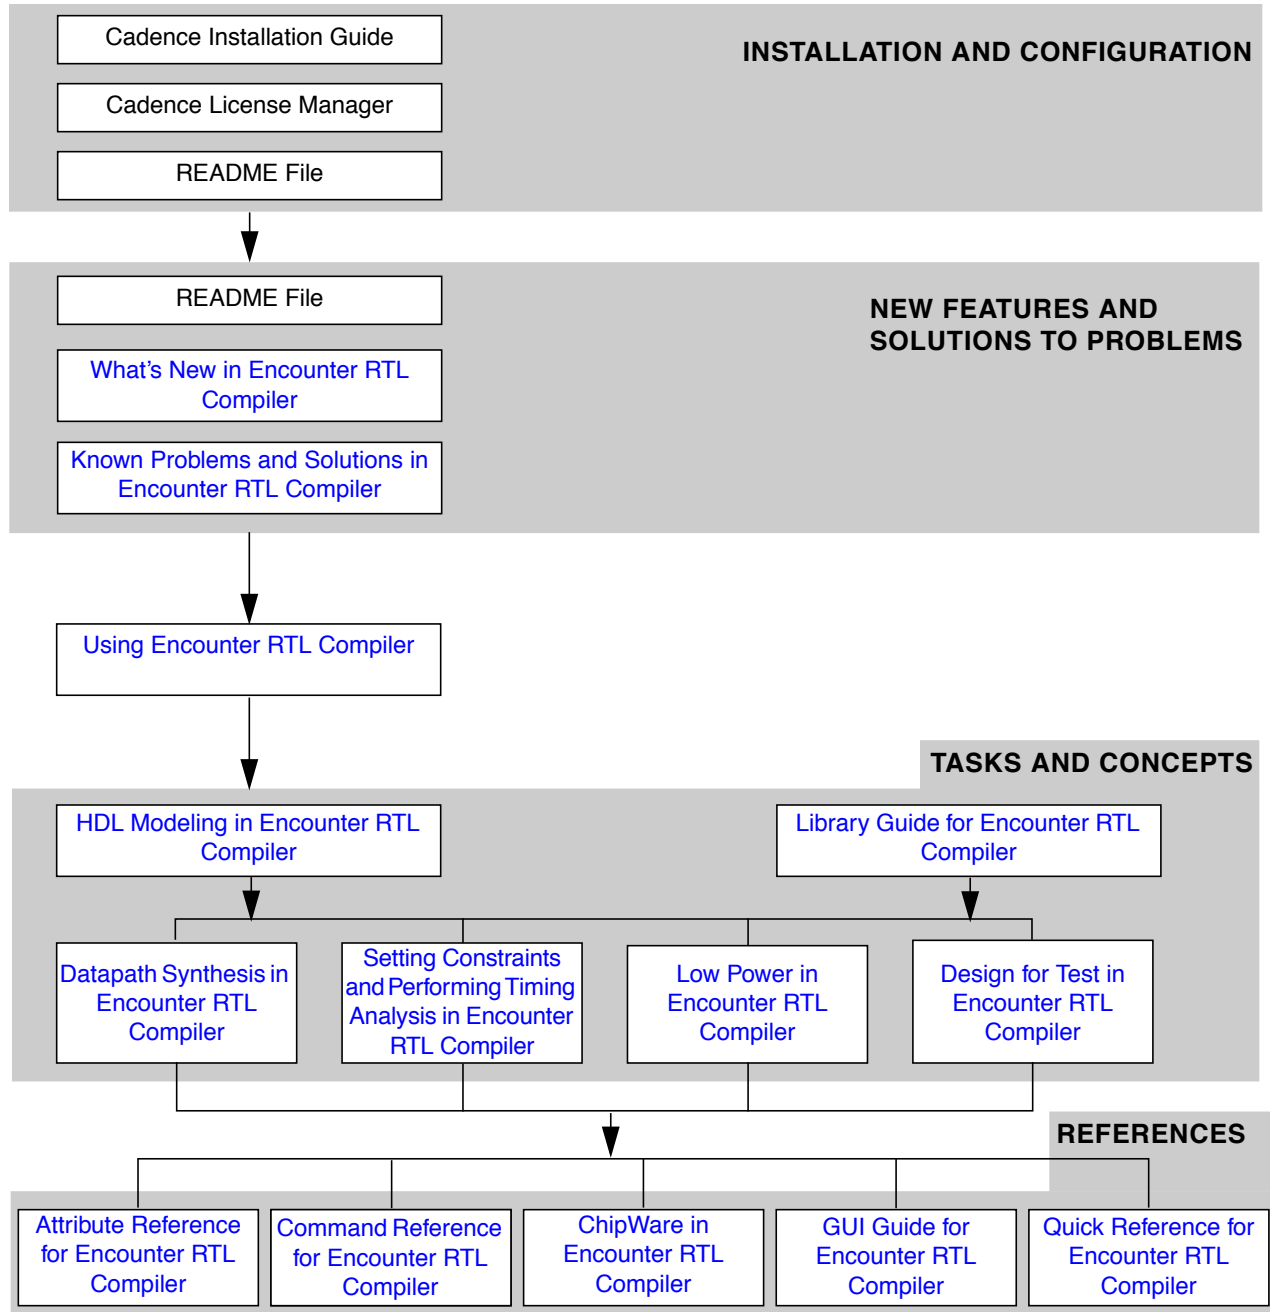 Cadence Installation Guide
INSTALLATION AND CONFIGURATION
Cadence License Manager
README File
README File
NEW FEATURES AND
SOLUTIONS TO PROBLEMS
What's New in Encounter RTL
Compiler
Known Problems and Solutions in
Encounter RTL Compiler
Using Encounter RTL Compiler
TASKS AND CONCEPTS
HDL Modeling in Encounter RTL
Compiler
Library Guide for Encounter RTL
Compiler
Datapath Synthesis in
Encounter RTL
Compiler
Setting Constraints
and Performing Timing
Analysis in Encounter
RTL Compiler
Low Power in
Encounter RTL
Compiler
Design for Test in
Encounter RTL
Compiler
REFERENCES
Attribute Reference
for Encounter RTL
Compiler
Command Reference
for Encounter RTL
Compiler
ChipWare in
Encounter RTL
Compiler
GUI Guide for
Encounter RTL
Compiler
Quick Reference for
Encounter RTL
Compiler